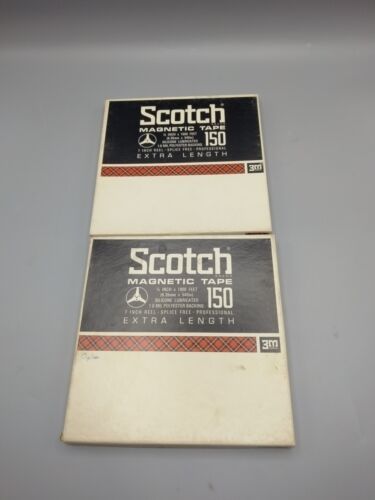 Scotch
MAGNETIC TAPE
¼ INCH x 1800 FEET
SILICONE LUBRICATED
1.0 MIL POLYESTER BACKING
150
7 INCH REEL · SPLICE FREE · PROFESSIONAL
EXTRA LENGTH
3M
Scotch
MAGNETIC TAPE
¼ INCH x 1800 FEET
SILICONE LUBRICATED
1.0 MIL POLYESTER BACKING
150
7 INCH REEL · SPLICE FREE · PROFESSIONAL
EXTRA LENGTH
3M